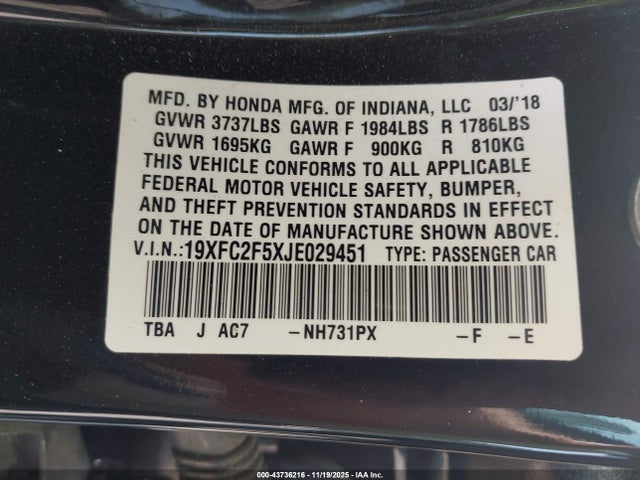 MFD. BY HONDA MFG. OF INDIANA, LLC 03/'18
GVWR 3737LBS GAWR F 1984LBS R 1786LBS
GVWR 1695KG GAWR F 900KG R 810KG
THIS VEHICLE CONFORMS TO ALL APPLICABLE
FEDERAL MOTOR VEHICLE SAFETY, BUMPER,
AND THEFT PREVENTION STANDARDS IN EFFECT
ON THE DATE OF MANUFACTURE SHOWN ABOVE.
V.I.N.:19XFC2F5XJE029451 TYPE: PASSENGER CAR
TBA J AC7 –NH731PX –F –E
© 2000-43736216 - 11/19/2025 - IAA, Inc.